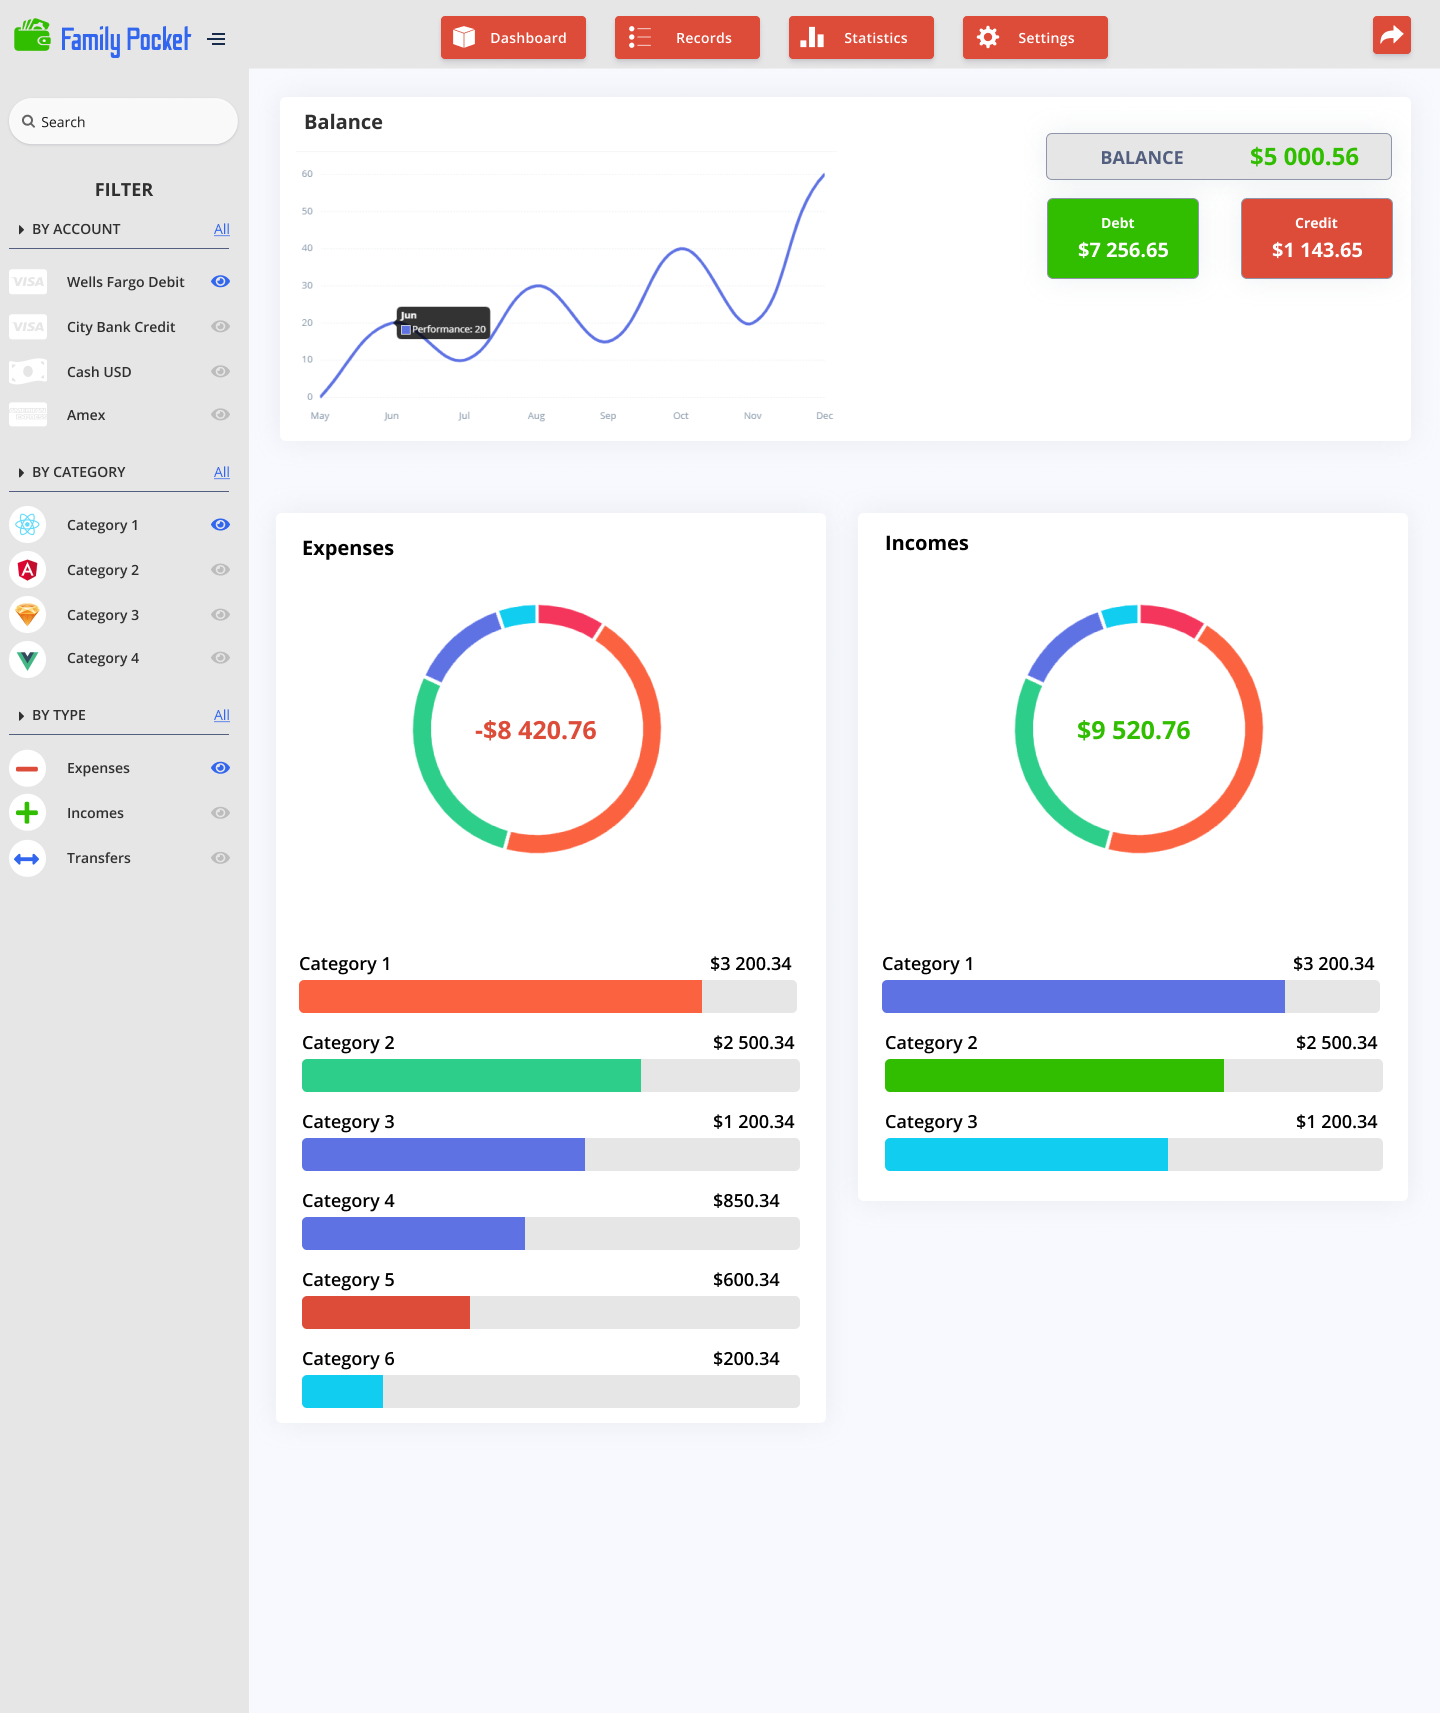 Family Pocket
Dashboard
Records
Statistics
Settings
Search
FILTER
BY ACCOUNT All
VISA Wells Fargo Debit
VISA City Bank Credit
Cash USD
Amex
BY CATEGORY All
Category 1
Category 2
Category 3
Category 4
BY TYPE All
Expenses
Incomes
Transfers
Balance
60
50
40
30
20
10
0
Jun
Performance: 20
May Jun Jul Aug Sep Oct Nov Dec
BALANCE $5 000.56
Debt
$7 256.65
Credit
$1 143.65
Expenses
-$8 420.76
Category 1 $3 200.34
Category 2 $2 500.34
Category 3 $1 200.34
Category 4 $850.34
Category 5 $600.34
Category 6 $200.34
Incomes
$9 520.76
Category 1 $3 200.34
Category 2 $2 500.34
Category 3 $1 200.34